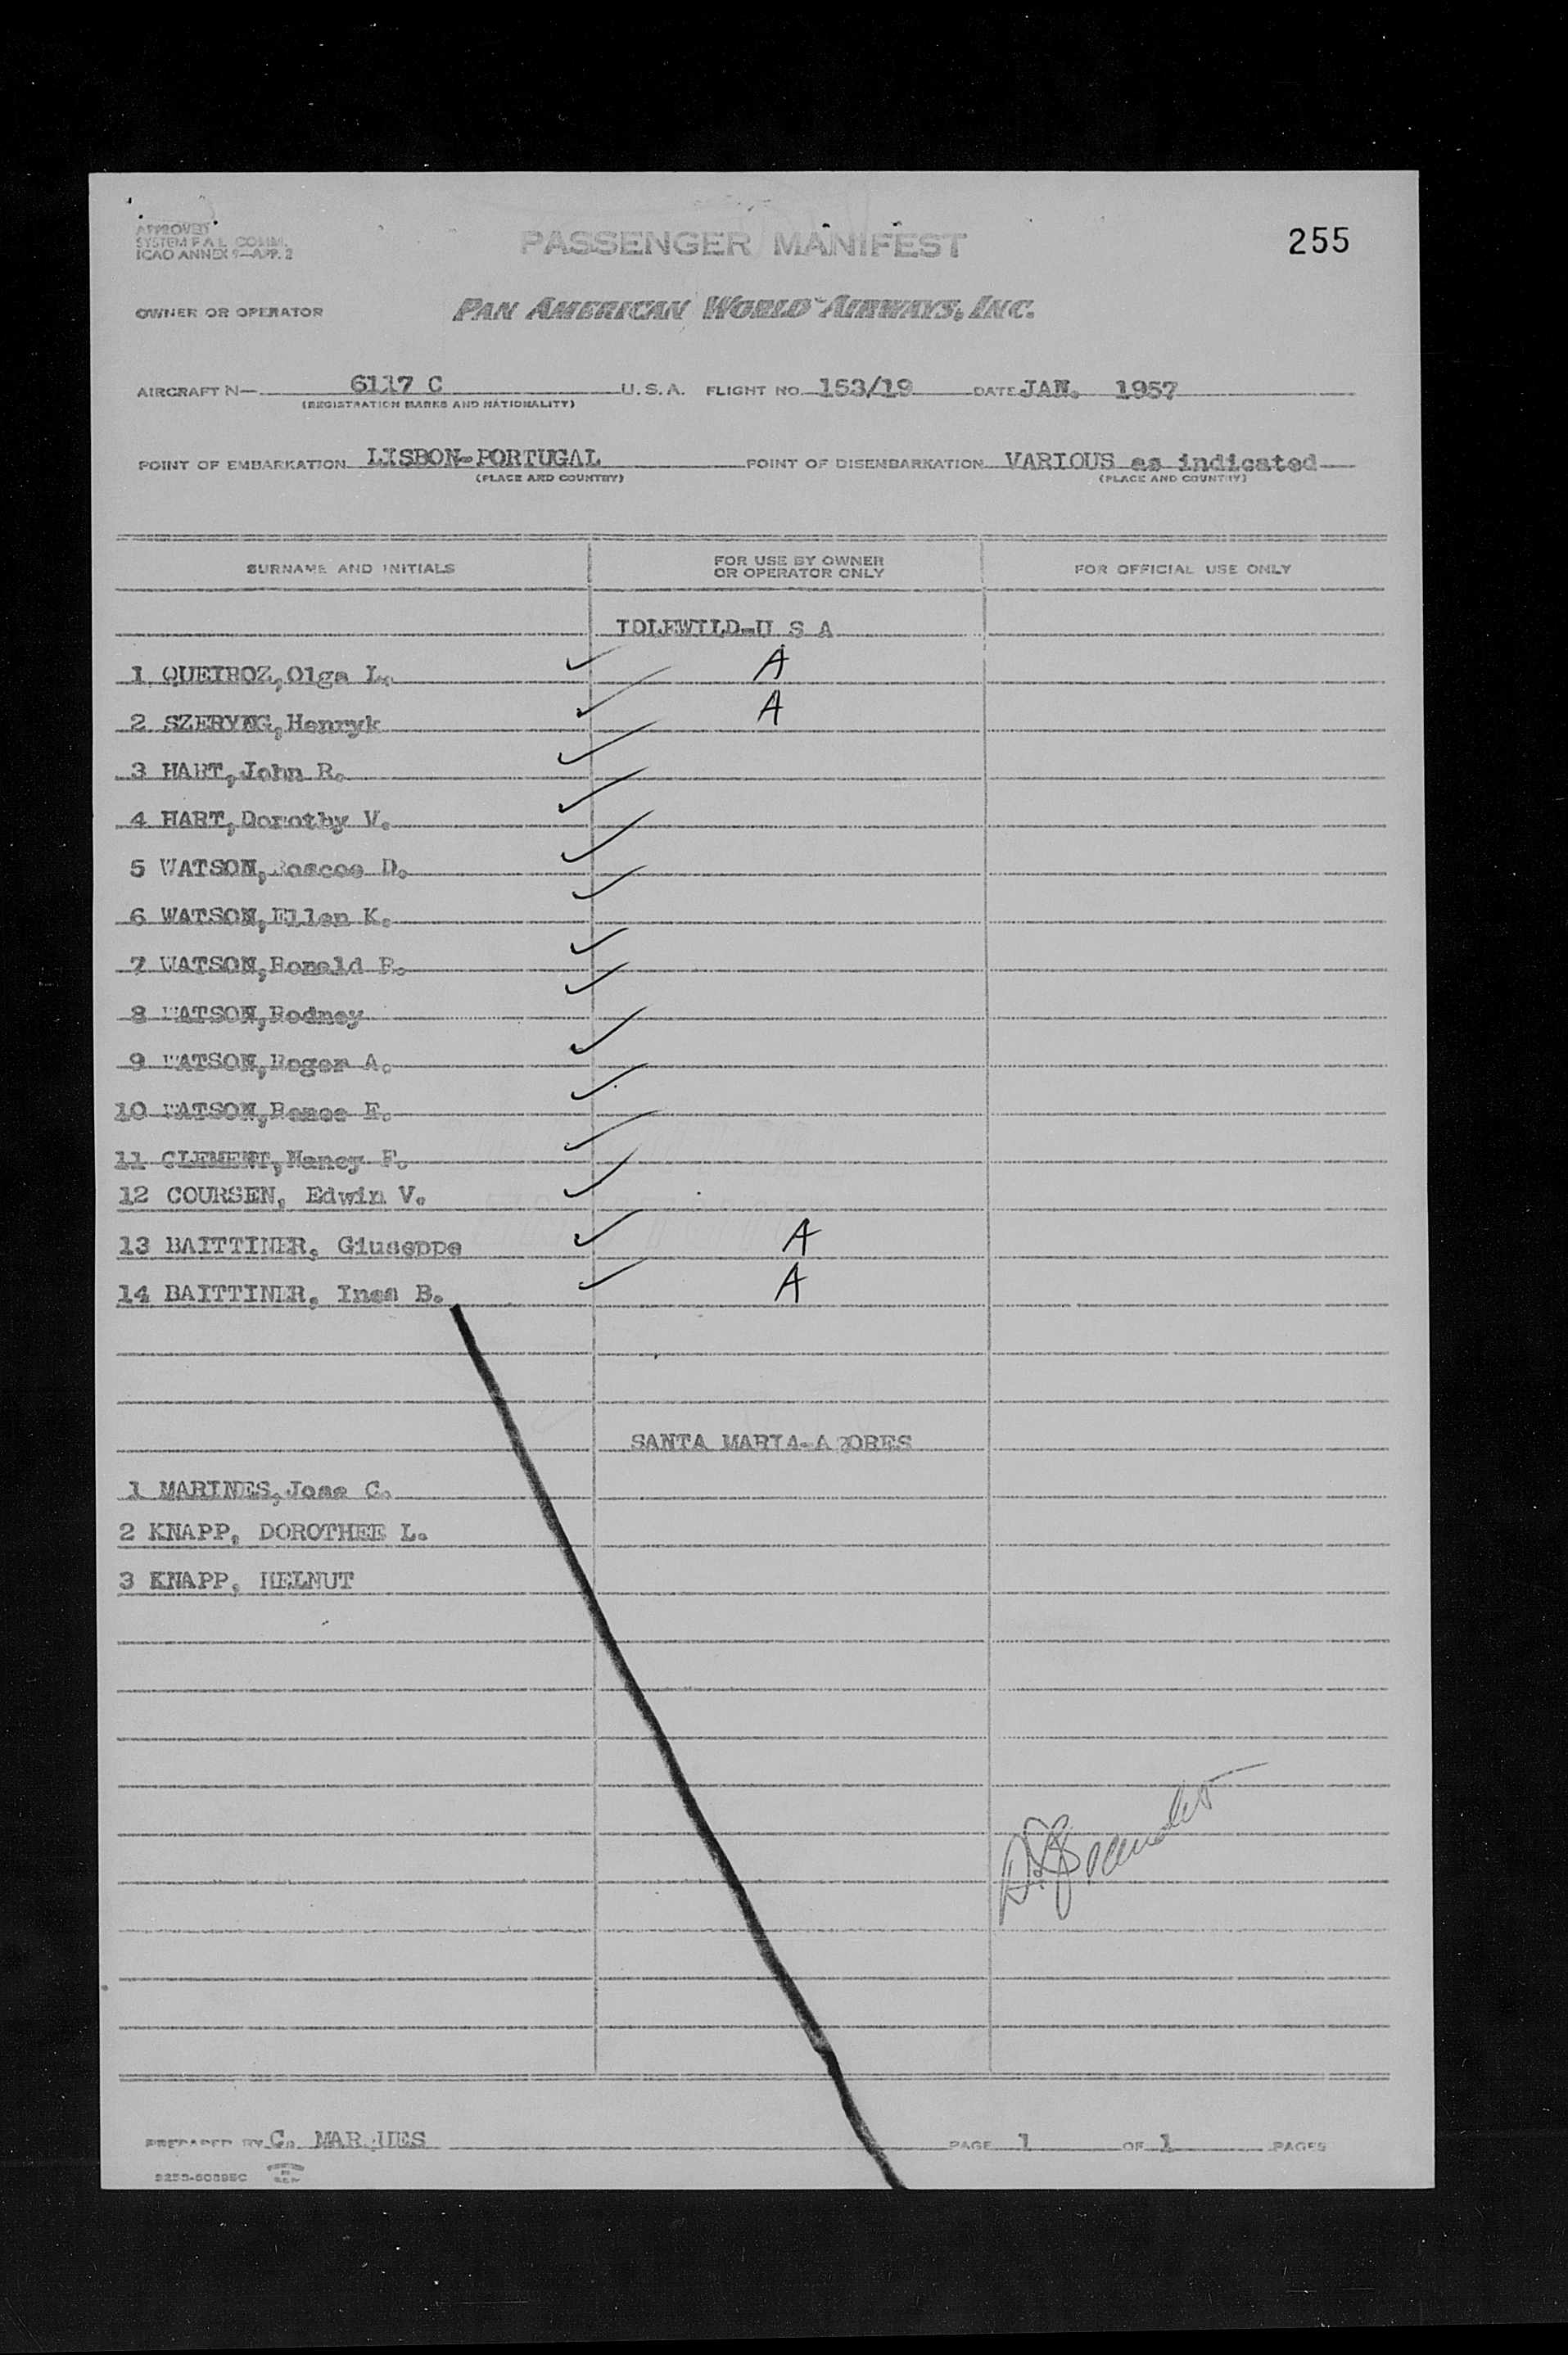 APPROVED
SYSTEM F.A.L. COMM.
ICAO ANNEX 9—APP. 2
PASSENGER MANIFEST
255
OWNER OR OPERATOR PAN AMERICAN WORLD AIRWAYS, INC.
AIRCRAFT N— 6117 C U.S.A. FLIGHT NO. 153/19 DATE JAN. 1957
(REGISTRATION MARKS AND NATIONALITY)
POINT OF EMBARKATION LISBON-PORTUGAL POINT OF DISEMBARKATION VARIOUS as indicated
(PLACE AND COUNTRY) (PLACE AND COUNTRY)
SURNAME AND INITIALS FOR USE BY OWNER OR OPERATOR ONLY FOR OFFICIAL USE ONLY
IDLEWILD-U S A
1 QUEIROZ, Olga L. ✓ A
2 SZERYNG, Henryk ✓ A
3 HART, John R. ✓
4 HART, Dorothy V. ✓
5 WATSON, Roscoe D. ✓
6 WATSON, Ellen K. ✓
7 WATSON, Ronald ✓
8 WATSON, Rodney ✓
9 WATSON, Roger A. ✓
10 WATSON, E. ✓
11 CLEMENT, Nancy F. ✓
12 COURSEN, Edwin V. ✓
13 BAITTINER, Giuseppe ✓ A
14 BAITTINER, Ines B. ✓ A
SANTA MARIA-A ORES
1 MARINES, Jose C.
2 KNAPP, DOROTHEE L.
3 KNAPP, HELMUT
PREPARED BY C. MARQUES PAGE 1 OF 1 PAGES